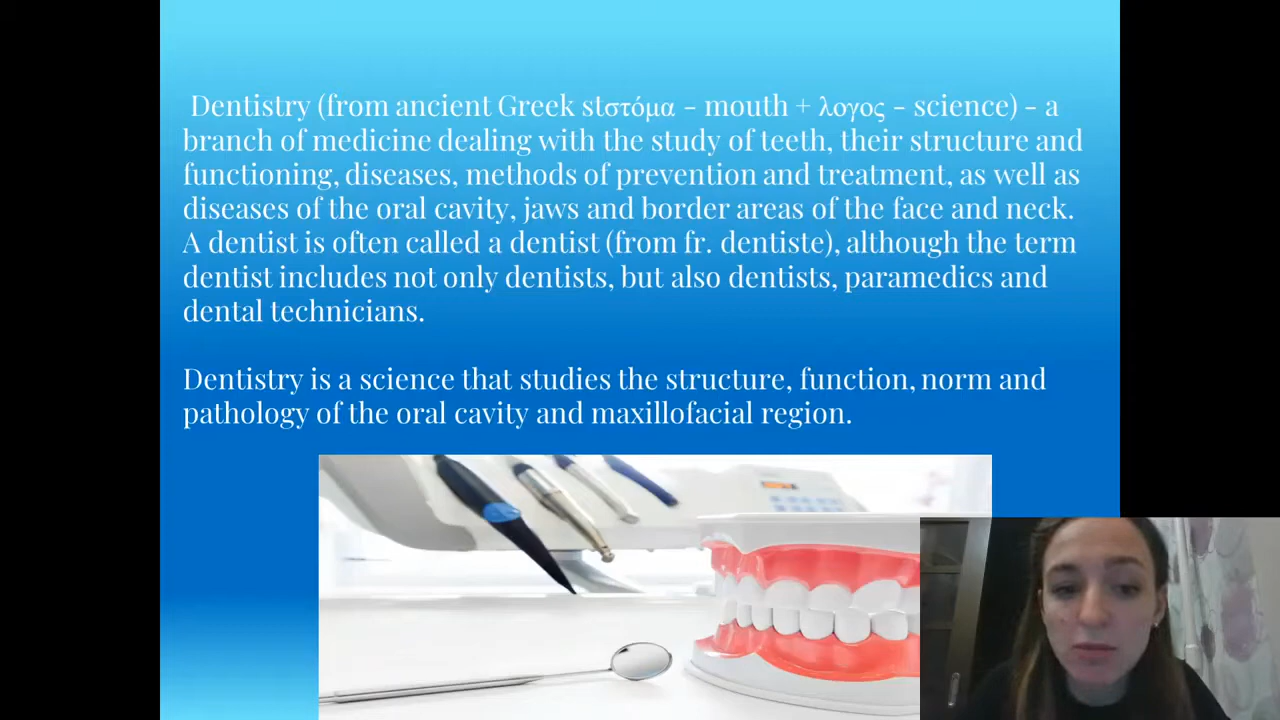 Dentistry (from ancient Greek stστόμα - mouth + λογος - science) - a
branch of medicine dealing with the study of teeth, their structure and
functioning, diseases, methods of prevention and treatment, as well as
diseases of the oral cavity, jaws and border areas of the face and neck.
A dentist is often called a dentist (from fr. dentiste), although the term
dentist includes not only dentists, but also dentists, paramedics and
dental technicians.
Dentistry is a science that studies the structure, function, norm and
pathology of the oral cavity and maxillofacial region.